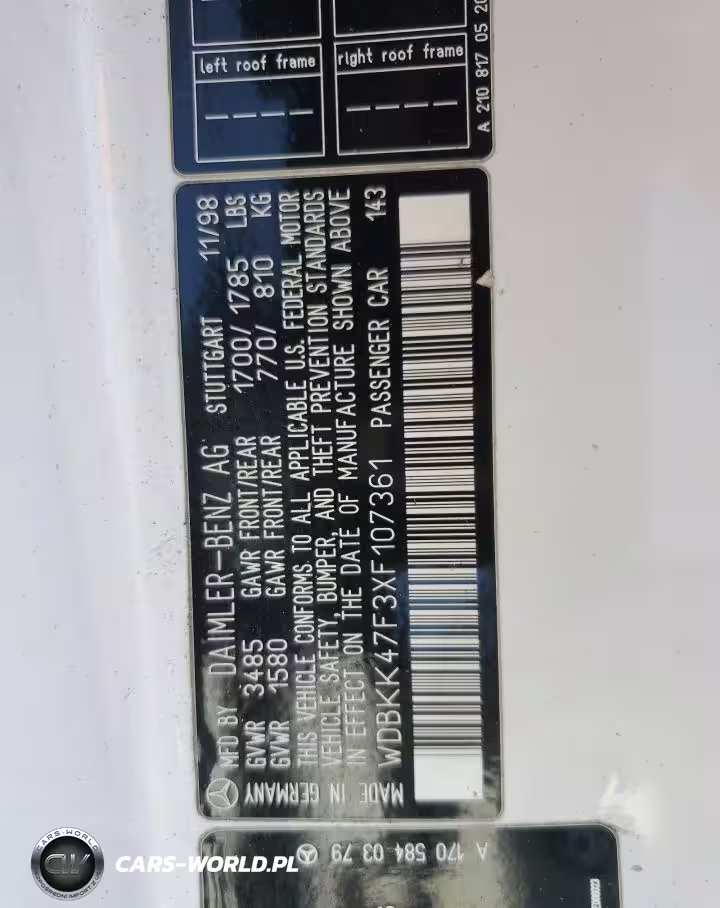 left roof frame
right roof frame
— — — —
— — — —
A 210 817 05 20
MFD BY DAIMLER-BENZ AG STUTTGART 11/98
GVWR 3485 GAWR FRONT/REAR 1700/ 1785 LBS
GVWR 1580 GAWR FRONT/REAR 770/ 810 KG
THIS VEHICLE CONFORMS TO ALL APPLICABLE U.S. FEDERAL MOTOR
VEHICLE SAFETY, BUMPER, AND THEFT PREVENTION STANDARDS
IN EFFECT ON THE DATE OF MANUFACTURE SHOWN ABOVE
WDBKK47F3XF107361 PASSENGER CAR 143
MADE IN GERMANY
A 170 584 03 79
CARS-WORLD
CW
CARS-WORLD.PL